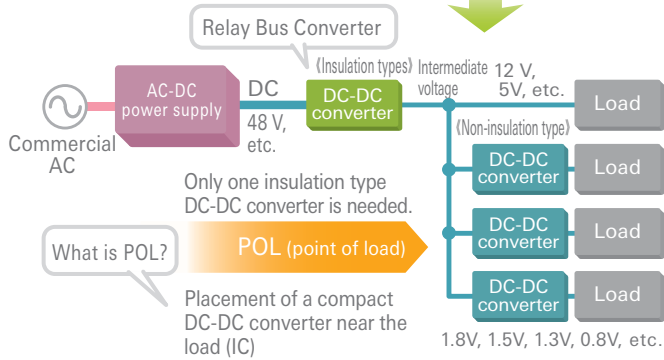 Relay Bus Converter
《Insulation types》
Intermediate
voltage
12 V,
5V, etc.
AC-DC
power supply
DC
48 V,
etc.
DC-DC
converter
Load
Commercial
AC
《Non-insulation type》
DC-DC
converter
Load
Only one insulation type
DC-DC converter is needed.
DC-DC
converter
Load
What is POL?
POL (point of load)
DC-DC
converter
Load
Placement of a compact
DC-DC converter near the
load (IC)
1.8V, 1.5V, 1.3V, 0.8V, etc.